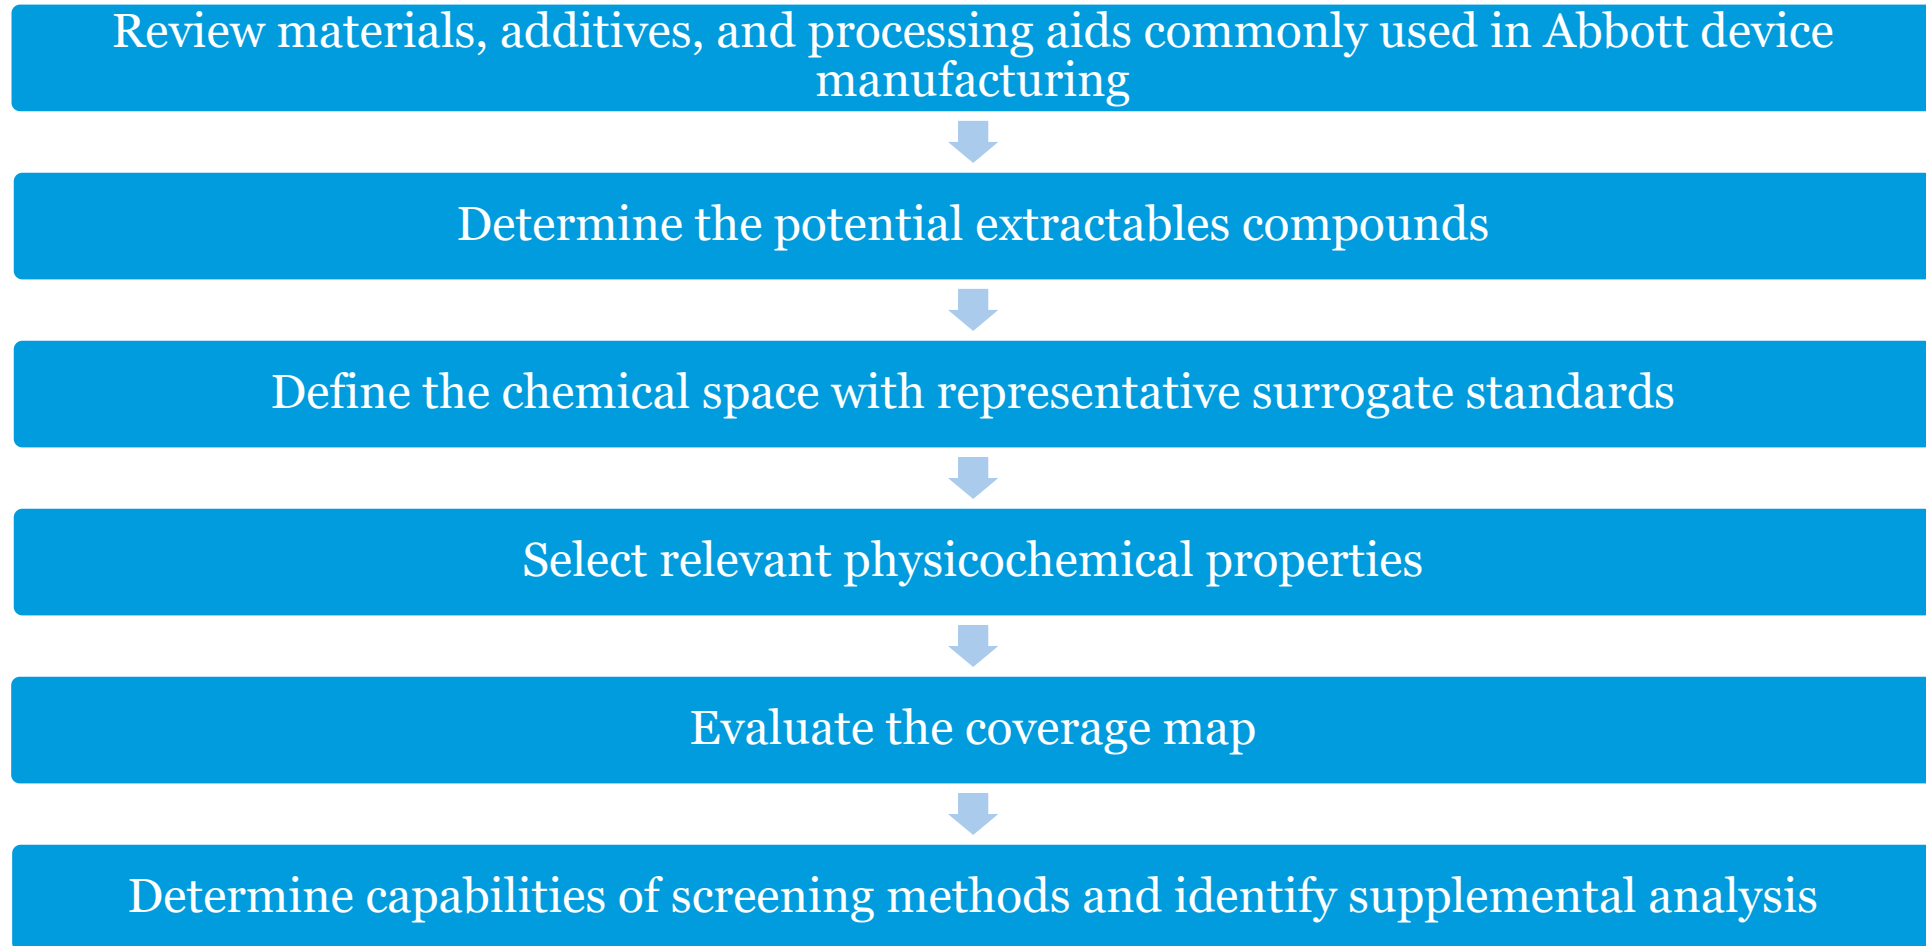 Review materials, additives, and processing aids commonly used in Abbott device
manufacturing
Determine the potential extractables compounds
Define the chemical space with representative surrogate standards
Select relevant physicochemical properties
Evaluate the coverage map
Determine capabilities of screening methods and identify supplemental analysis